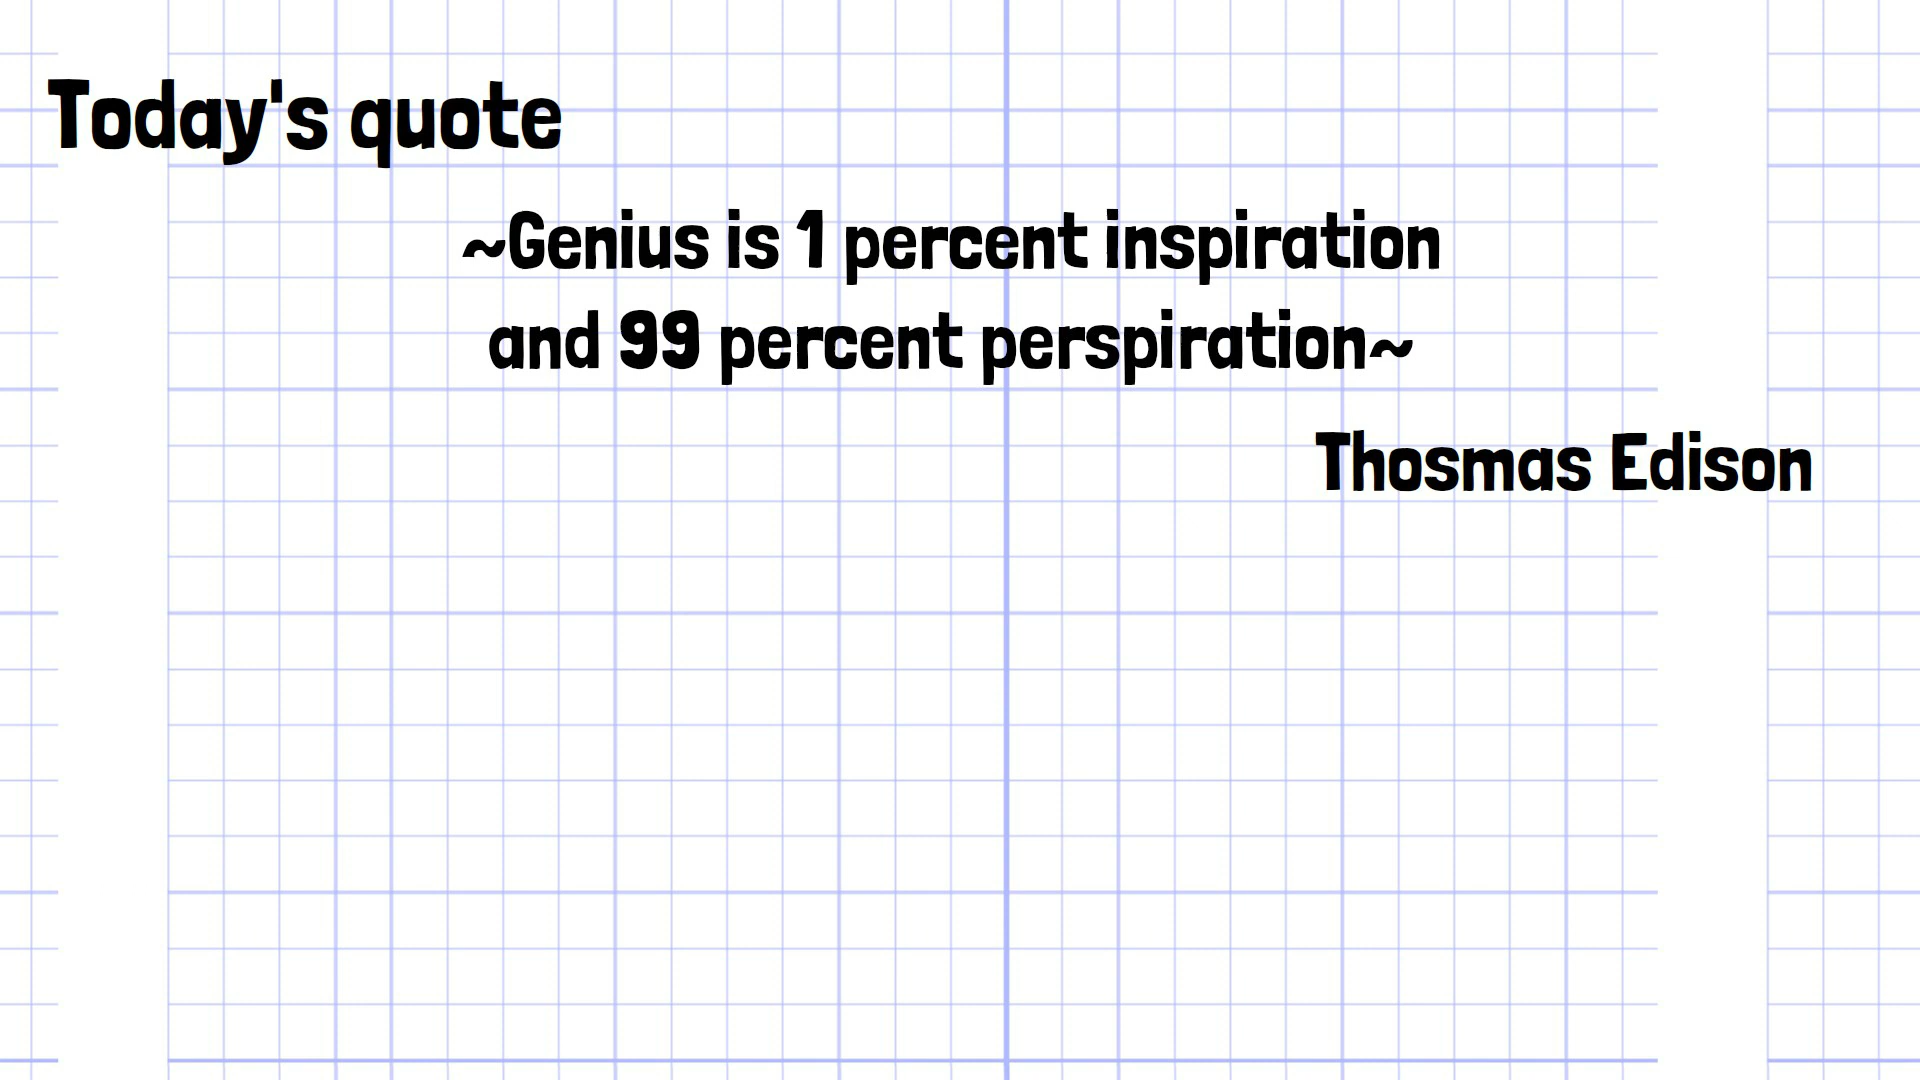 Today's quote
~Genius is 1 percent inspiration
and 99 percent perspiration~
Thosmas Edison